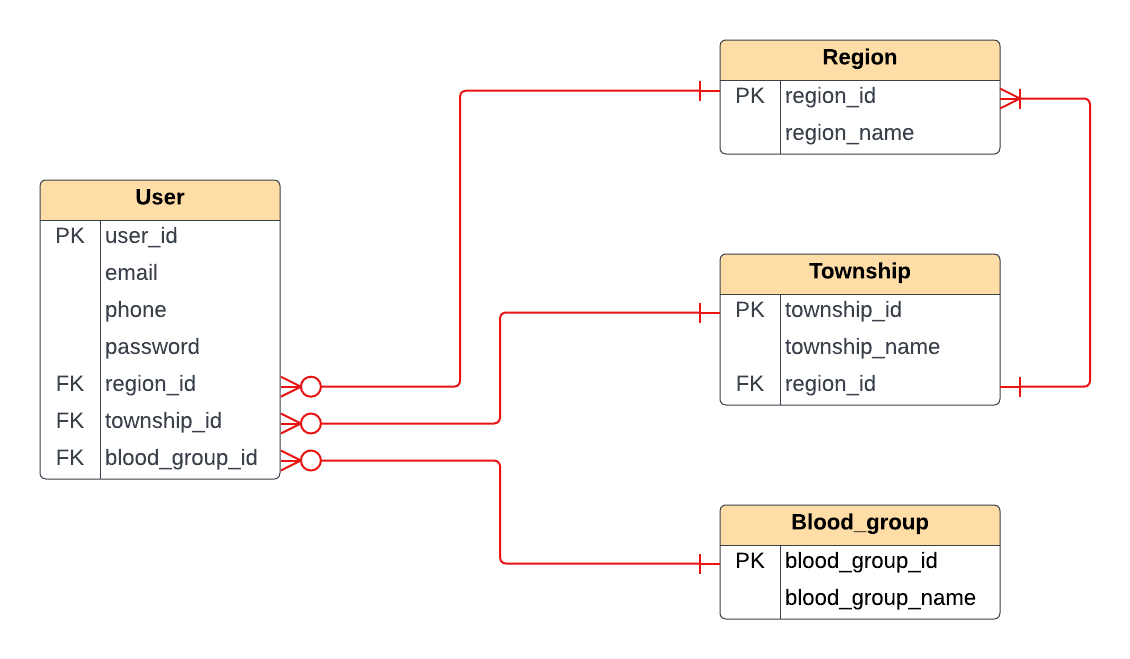 Region
PK region_id
region_name
User
PK user_id
email
phone
password
FK region_id
FK township_id
FK blood_group_id
Township
PK township_id
township_name
FK region_id
Blood_group
PK blood_group_id
blood_group_name